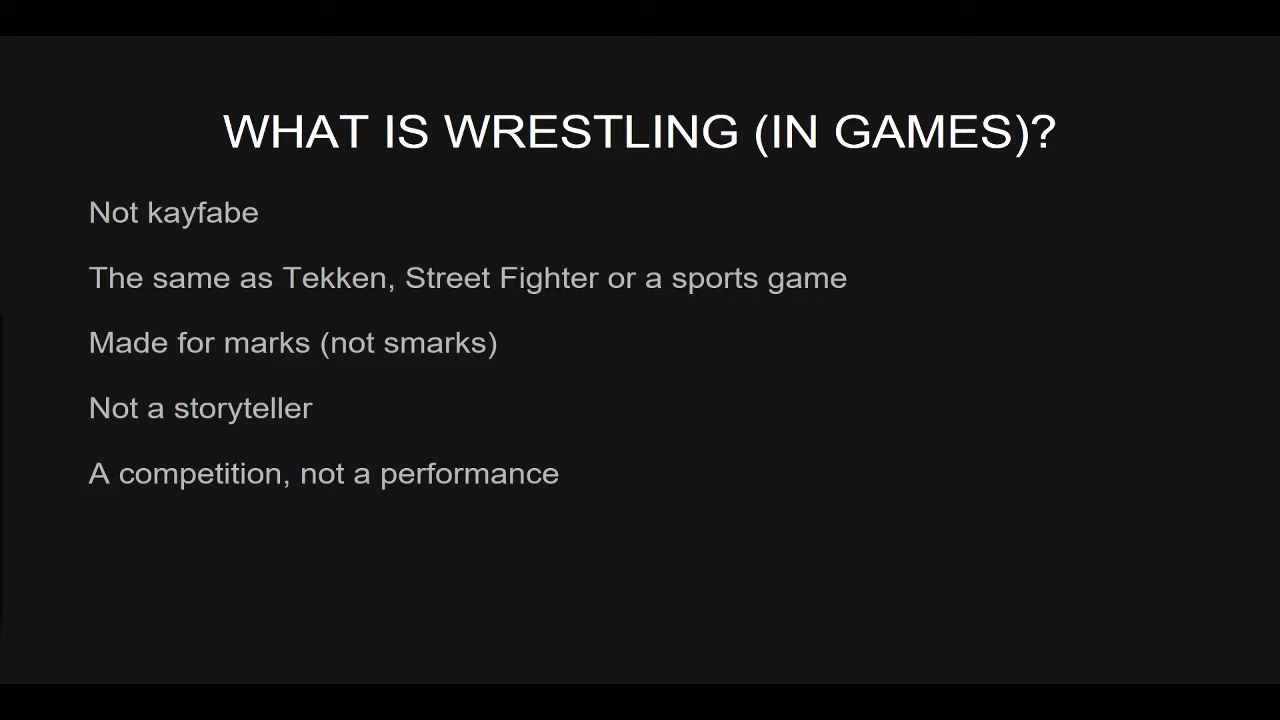 WHAT IS WRESTLING (IN GAMES)?
Not kayfabe
The same as Tekken, Street Fighter or a sports game
Made for marks (not smarks)
Not a storyteller
A competition, not a performance